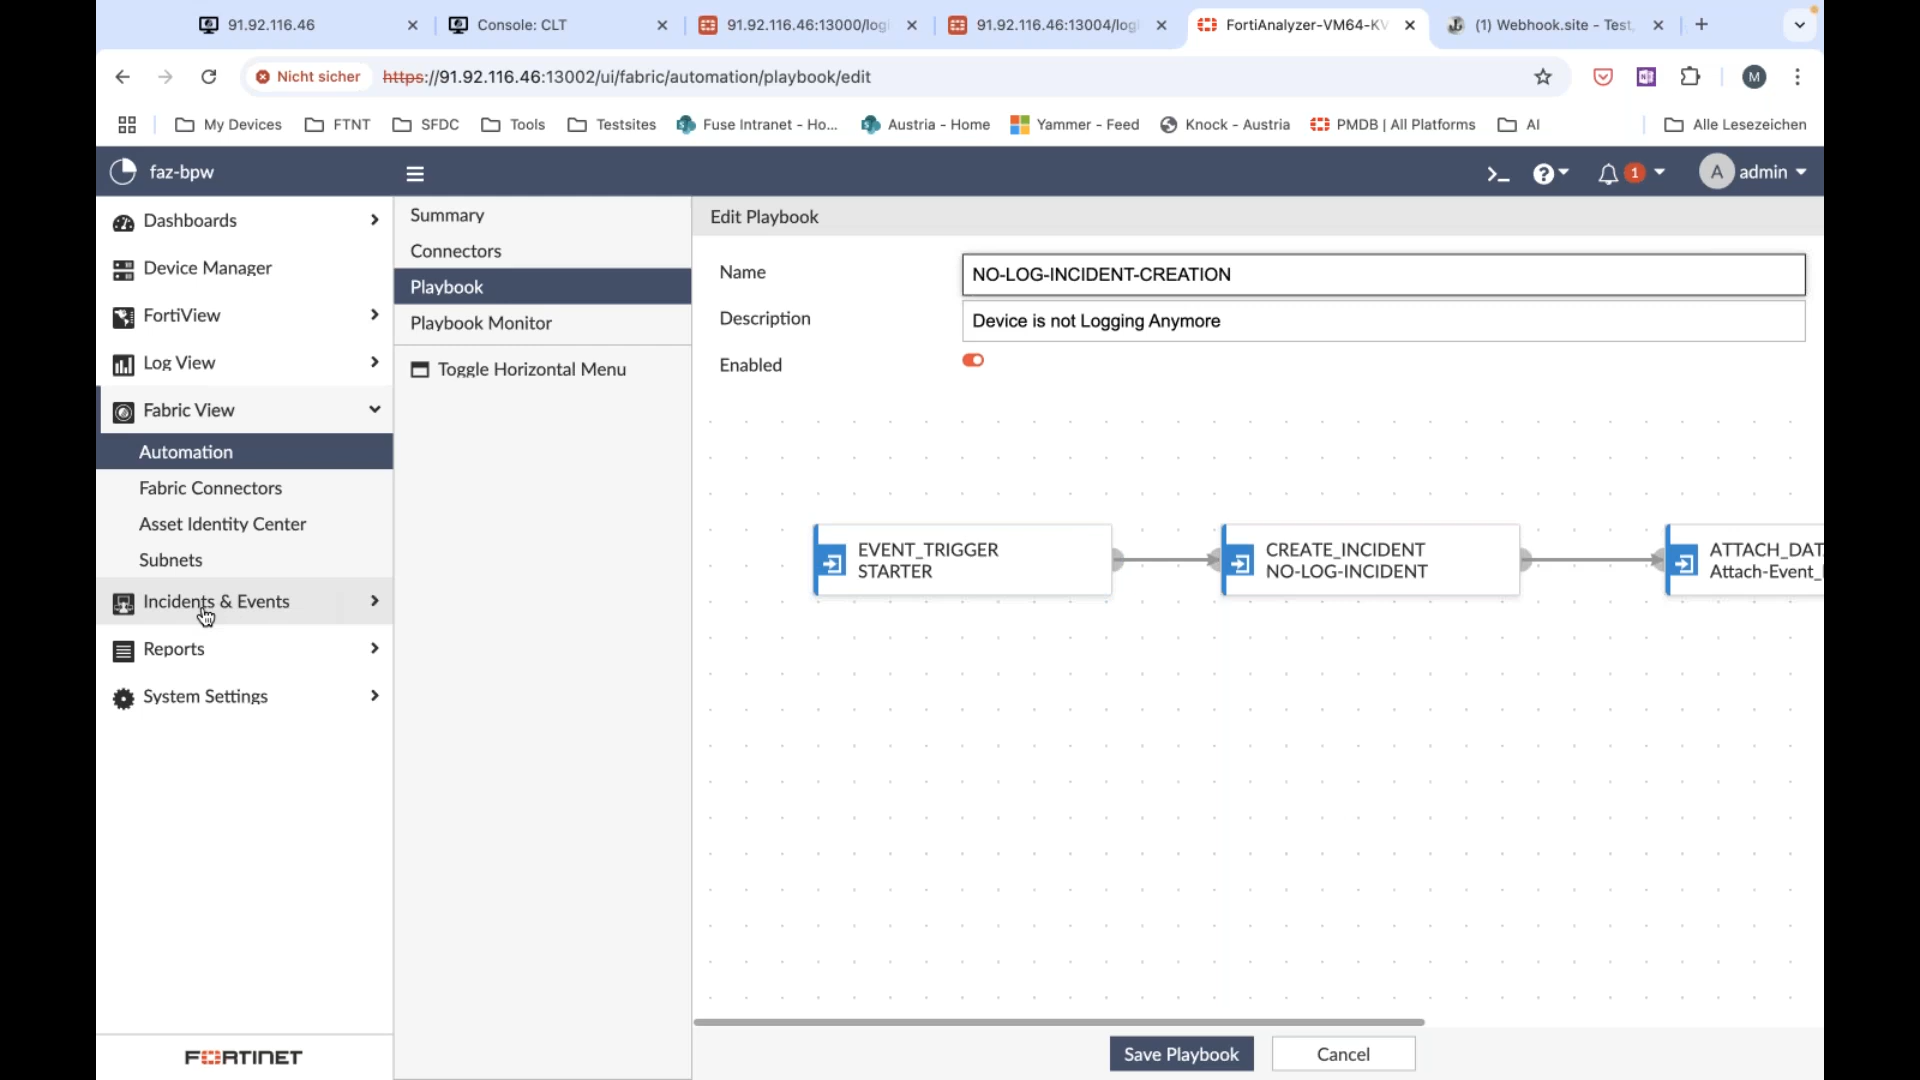 91.92.116.46
Console: CLT
91.92.116.46:13000/logi
91.92.116.46:13004/logi
FortiAnalyzer-VM64-KV
(1) Webhook.site - Test,
Nicht sicher
https://91.92.116.46:13002/ui/fabric/automation/playbook/edit
M
My Devices
FTNT
SFDC
Tools
Testsites
Fuse Intranet - Ho...
Austria - Home
Yammer - Feed
Knock - Austria
PMDB | All Platforms
AI
Alle Lesezeichen
faz-bpw
1
A
admin
Dashboards
Device Manager
FortiView
Log View
Fabric View
Automation
Fabric Connectors
Asset Identity Center
Subnets
Incidents & Events
Reports
System Settings
FORTINET
Summary
Connectors
Playbook
Playbook Monitor
Toggle Horizontal Menu
Edit Playbook
Name
NO-LOG-INCIDENT-CREATION
Description
Device is not Logging Anymore
Enabled
EVENT_TRIGGER
STARTER
CREATE_INCIDENT
NO-LOG-INCIDENT
ATTACH_DAT
Attach-Event_
Save Playbook
Cancel